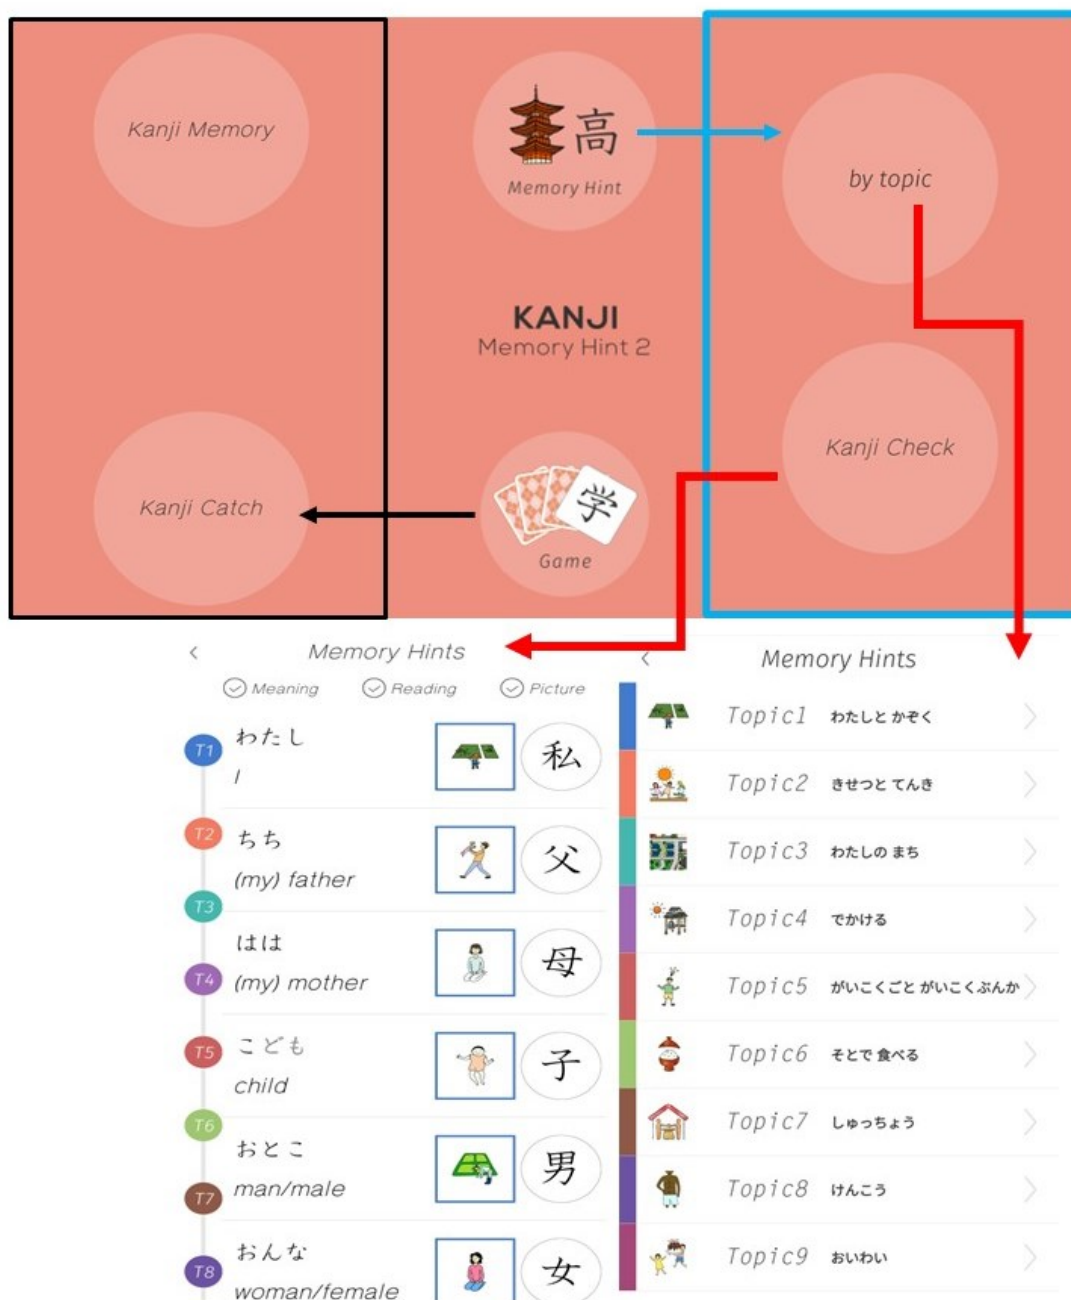 Kanji Memory
Kanji Catch
高
Memory Hint
KANJI
Memory Hint 2
学
Game
by topic
Kanji Check
Memory Hints
Meaning Reading Picture
T1
わたし
I
私
T2
ちち
(my) father
父
T3
はは
(my) mother
母
T4
T5
こども
child
子
T6
おとこ
man/male
男
T7
T8
おんな
woman/female
女
Memory Hints
Topic1 わたしと かぞく
Topic2 きせつと てんき
Topic3 わたしの まち
Topic4 でかける
Topic5 がいこくごと がいこくぶんか
Topic6 そとで 食べる
Topic7 しゅっちょう
Topic8 けんこう
Topic9 おいわい